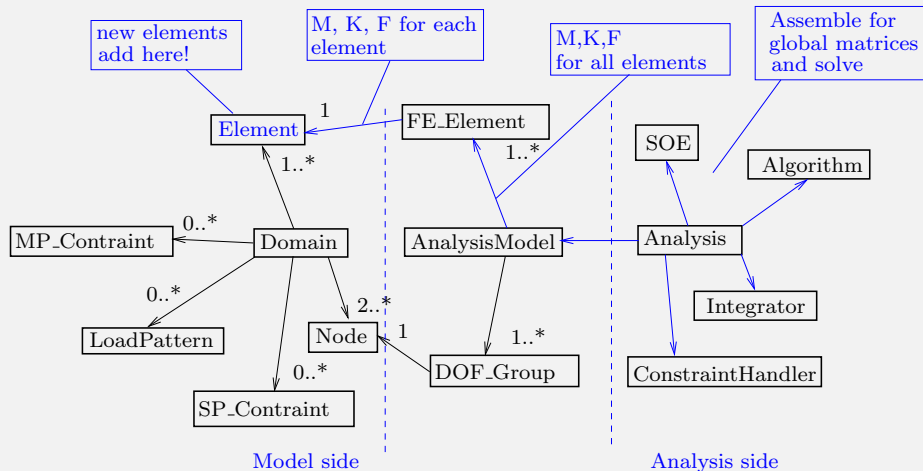 new elements
add here!
M, K, F for each
element
M,K,F
for all elements
Assemble for
global matrices
and solve
1
Element
FE_Element
SOE
Algorithm
1..*
1..*
0..*
MP_Contraint
Domain
AnalysisModel
Analysis
0..*
2..*
Integrator
LoadPattern
Node
1
1..*
0..*
DOF_Group
ConstraintHandler
SP_Contraint
Model side
Analysis side